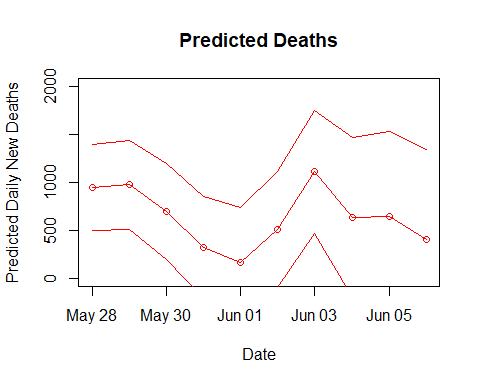 Predicted Deaths
Predicted Daily New Deaths
2000
1000
500
0
May 28 May 30 Jun 01 Jun 03 Jun 05
Date